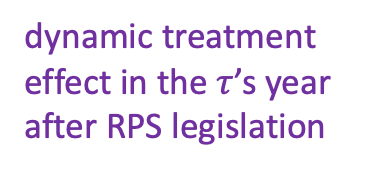 dynamic treatment
effect in the τ’s year
after RPS legislation